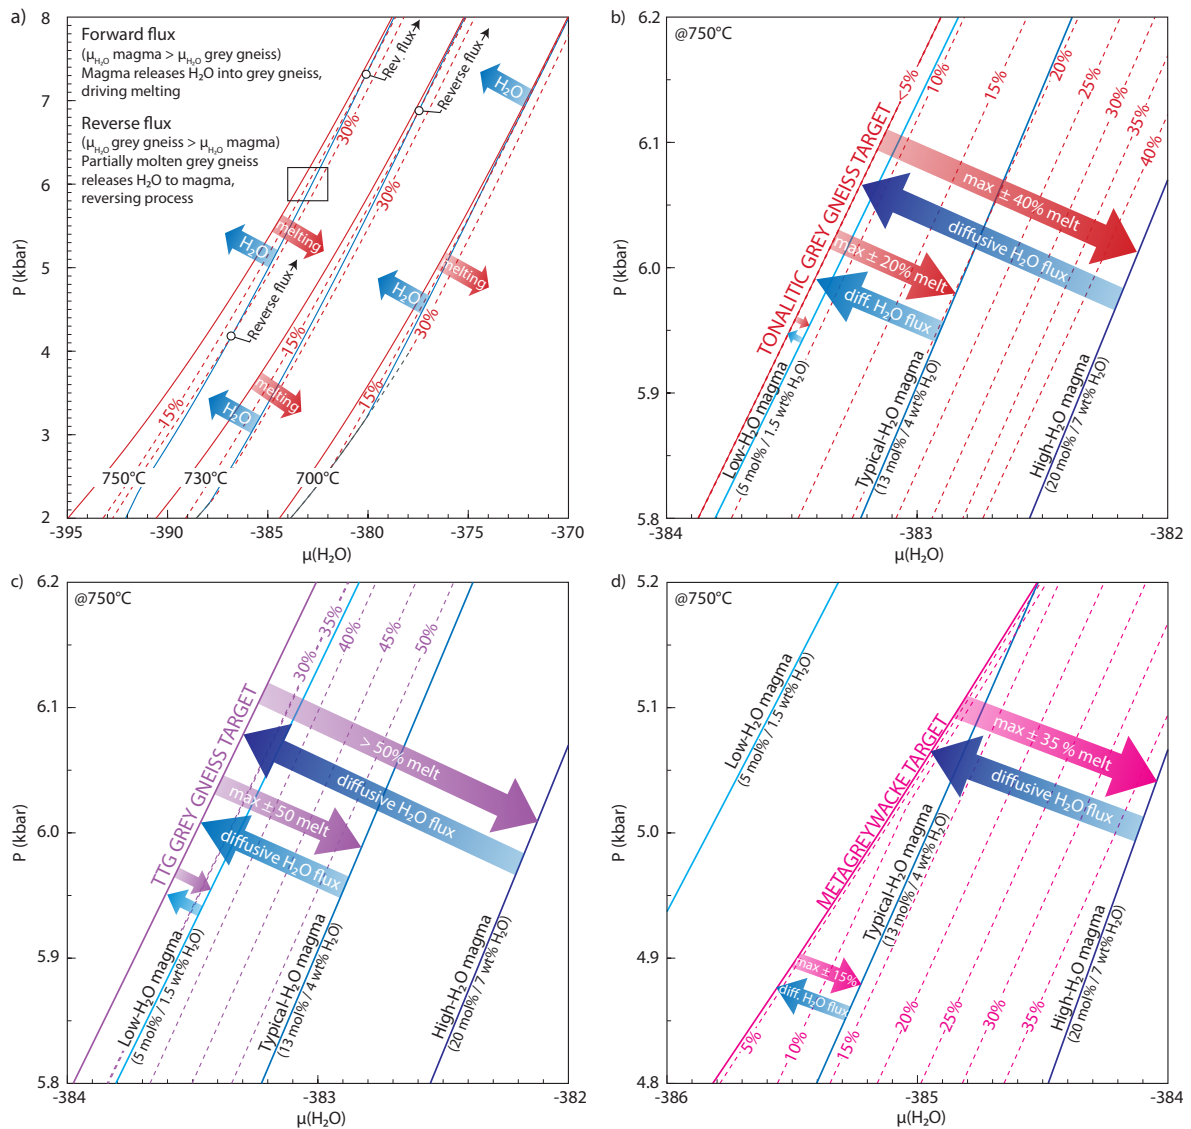 a)
8
7
6
5
4
3
2
P (kbar)
-395
-390
-385
-380
-375
-370
μ(H₂O)
Forward flux
(μH₂O magma > μH₂O grey gneiss)
Magma releases H₂O into grey gneiss,
driving melting
Reverse flux
(μH₂O grey gneiss > μH₂O magma)
Partially molten grey gneiss
releases H₂O to magma,
reversing process
Rev. flux
Reverse flux
Reverse flux
30%
30%
30%
15%
15%
15%
H₂O
H₂O
melting
H₂O
melting
H₂O
melting
750°C
730°C
700°C
b)
@750°C
6.2
6.1
6.0
5.9
5.8
P (kbar)
-384
-383
-382
μ(H₂O)
<5%
10%
15%
20%
25%
30%
35%
40%
TONALITIC GREY GNEISS TARGET
max ± 40% melt
diffusive H₂O flux
max ± 20% melt
diff. H₂O flux
Low-H₂O magma
(5 mol% / 1.5 wt% H₂O)
Typical-H₂O magma
(13 mol% / 4 wt% H₂O)
High-H₂O magma
(20 mol% / 7 wt% H₂O)
c)
@750°C
6.2
6.1
6.0
5.9
5.8
P (kbar)
-384
-383
-382
μ(H₂O)
30%
35%
40%
45%
50%
TTG GREY GNEISS TARGET
> 50% melt
diffusive H₂O flux
max ± 50 melt
diffusive H₂O flux
Low-H₂O magma
(5 mol% / 1.5 wt% H₂O)
Typical-H₂O magma
(13 mol% / 4 wt% H₂O)
High-H₂O magma
(20 mol% / 7 wt% H₂O)
d)
@750°C
5.2
5.1
5.0
4.9
4.8
P (kbar)
-386
-385
-384
μ(H₂O)
Low-H₂O magma
(5 mol% / 1.5 wt% H₂O)
METAGREYWACKE TARGET
max ± 35 % melt
diffusive H₂O flux
Typical-H₂O magma
(13 mol% / 4 wt% H₂O)
max ± 15%
diff. H₂O flux
High-H₂O magma
(20 mol% / 7 wt% H₂O)
5%
10%
15%
20%
25%
30%
35%